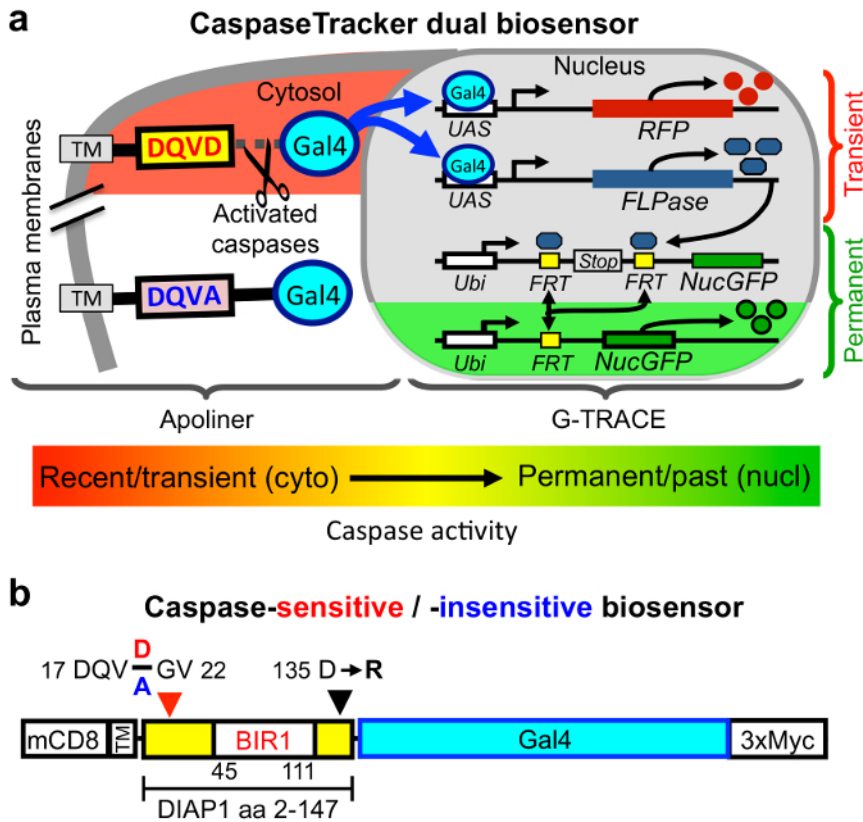 a
CaspaseTracker dual biosensor
Plasma membranes
Cytosol
TM
DQVD
Gal4
Activated
caspases
TM
DQVA
Gal4
Nucleus
Gal4
UAS
RFP
Gal4
UAS
FLPase
Ubi
FRT
Stop
FRT
NucGFP
Ubi
FRT
NucGFP
Transient
Permanent
Apoliner
G-TRACE
Recent/transient (cyto)
Permanent/past (nucl)
Caspase activity
b
Caspase-sensitive / -insensitive biosensor
D
17 DQV GV 22
A
135 D R
mCD8
TM
BIR1
Gal4
3xMyc
45
111
DIAP1 aa 2-147